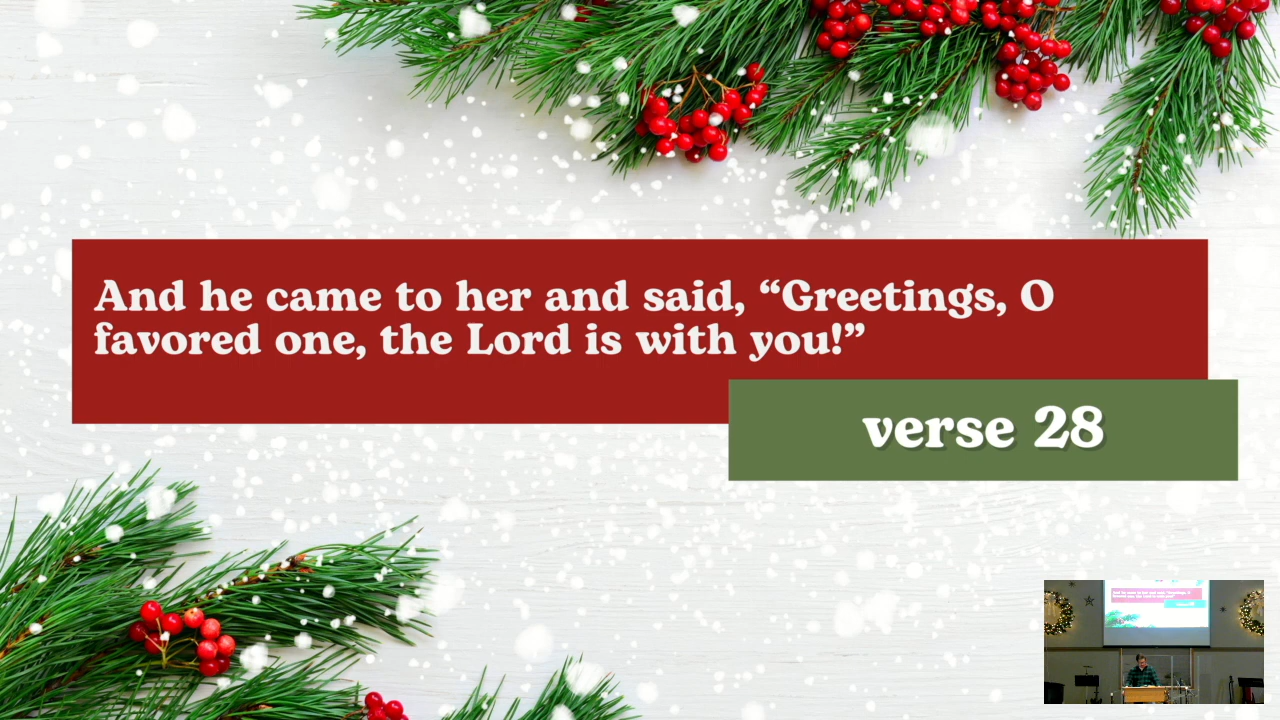 And he came to her and said, “Greetings, O
favored one, the Lord is with you!”
verse 28